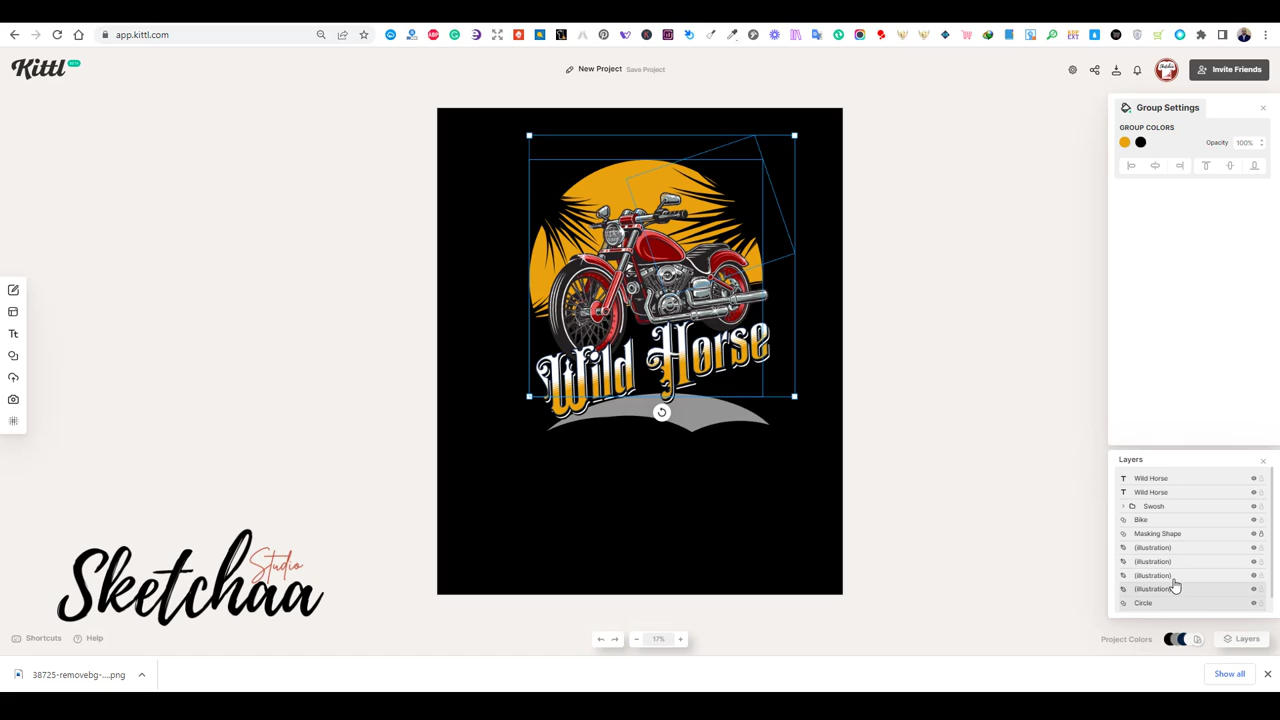 app.kittl.com
Kittl
BETA
New Project Save Project
Invite Friends
Group Settings
GROUP COLORS
Opacity 100%
Wild Horse
Layers
Wild Horse
Wild Horse
Swosh
Bike
Masking Shape
(illustration)
(illustration)
(illustration)
(illustration)
Circle
Sketchaa
Studio
Shortcuts Help
17%
Project Colors Layers
38725-removebg-....png
Show all